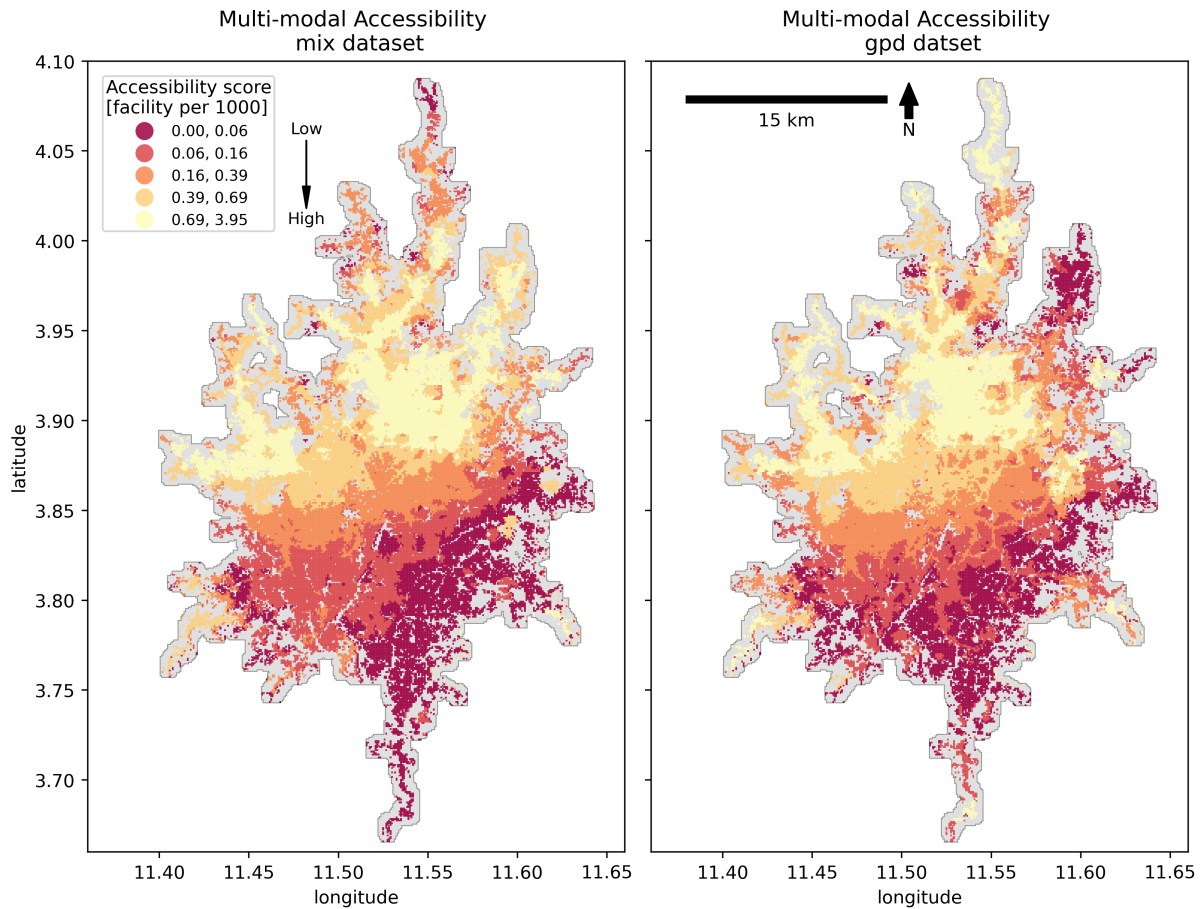 Multi-modal Accessibility
mix dataset
Multi-modal Accessibility
gpd datset
4.10
4.05
4.00
3.95
3.90
3.85
3.80
3.75
3.70
latitude
Accessibility score
[facility per 1000]
0.00, 0.06
0.06, 0.16
0.16, 0.39
0.39, 0.69
0.69, 3.95
Low
High
15 km
N
11.40 11.45 11.50 11.55 11.60 11.65
longitude
11.40 11.45 11.50 11.55 11.60 11.65
longitude